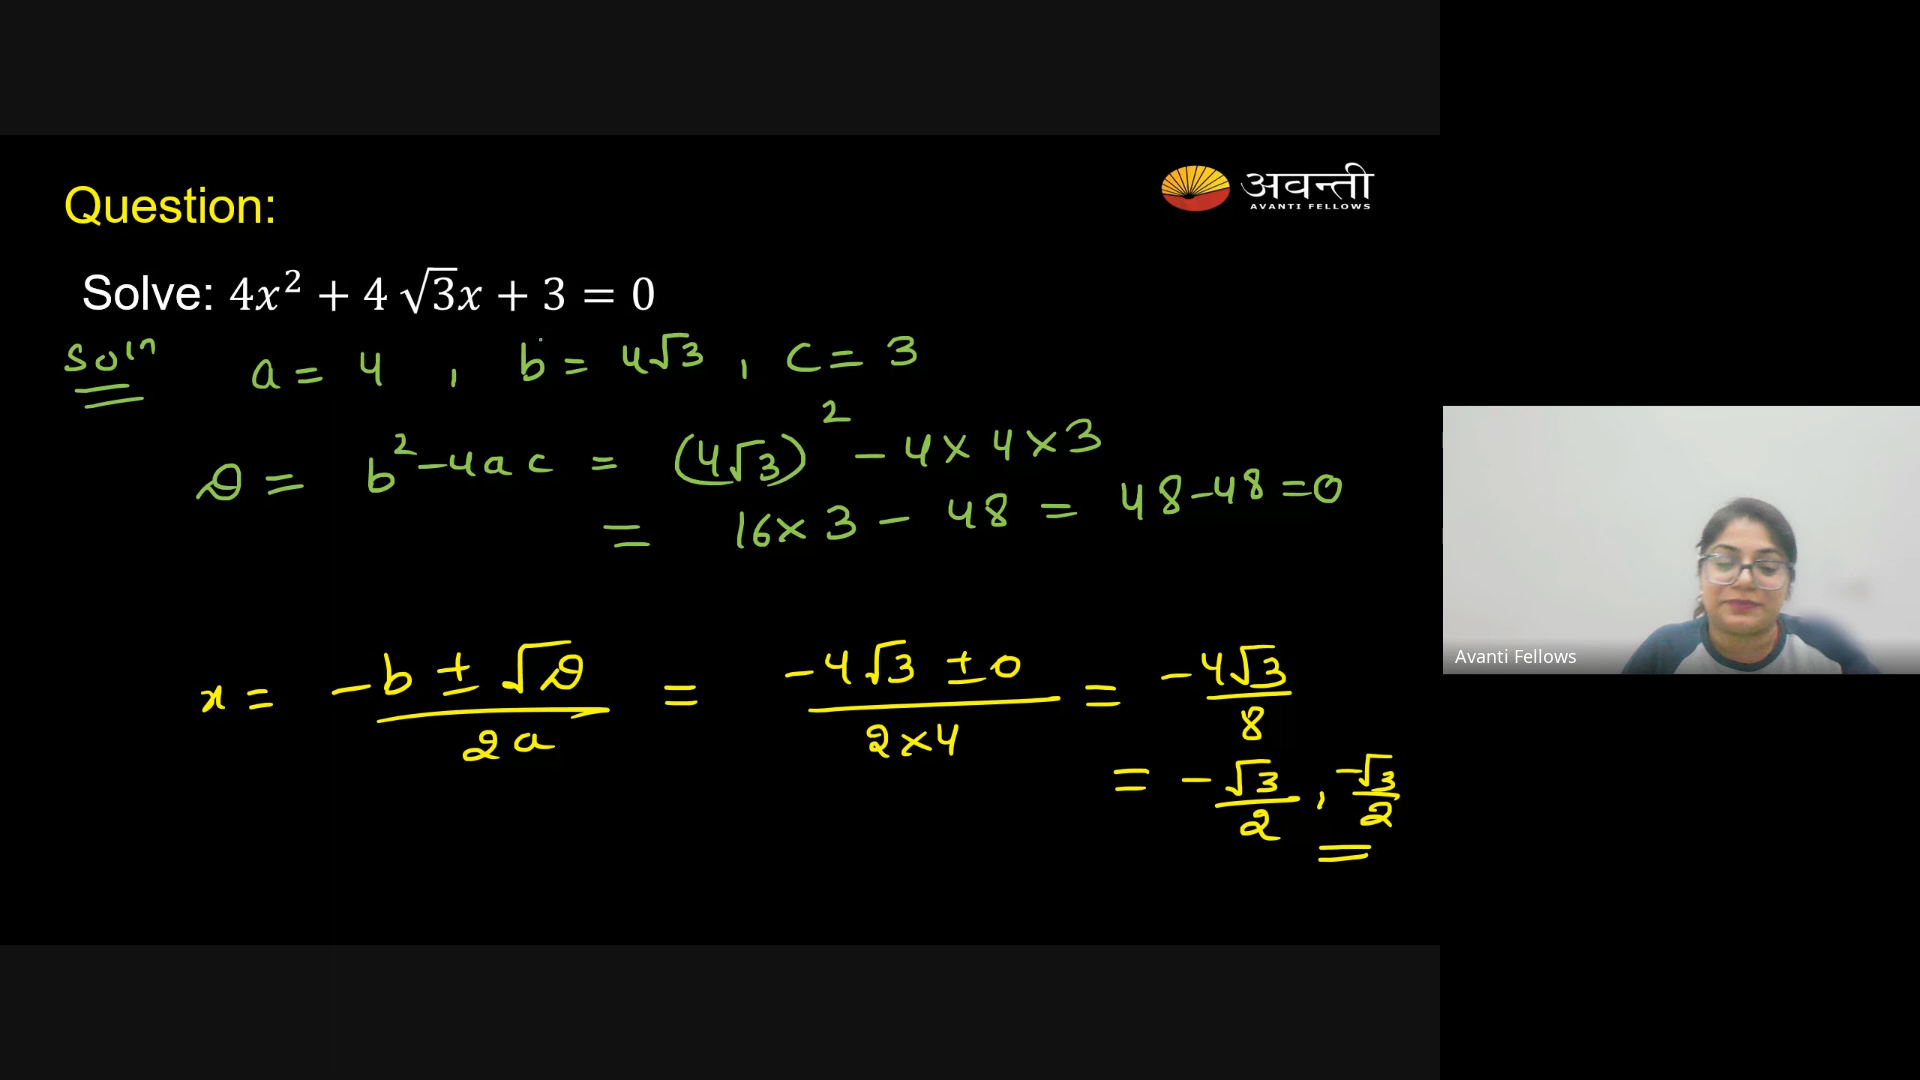 Question:
अवन्ती
AVANTI FELLOWS
Solve: 4x² + 4 √3x + 3 = 0
Soln a = 4 , b = 4√3 , c = 3
D = b² - 4ac = (4√3)² - 4 × 4 × 3
= 16 × 3 - 48 = 48 - 48 = 0
x = -b ± √D / 2a = -4√3 ± 0 / 2×4 = -4√3 / 8
= -√3/2 , -√3/2
Avanti Fellows